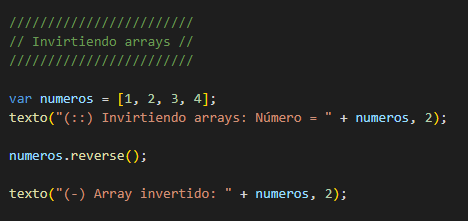 ////////////////////////
// Invirtiendo arrays //
////////////////////////
var numeros = [1, 2, 3, 4];
texto("(::) Invirtiendo arrays: Número = " + numeros, 2);
numeros.reverse();
texto("(-) Array invertido: " + numeros, 2);